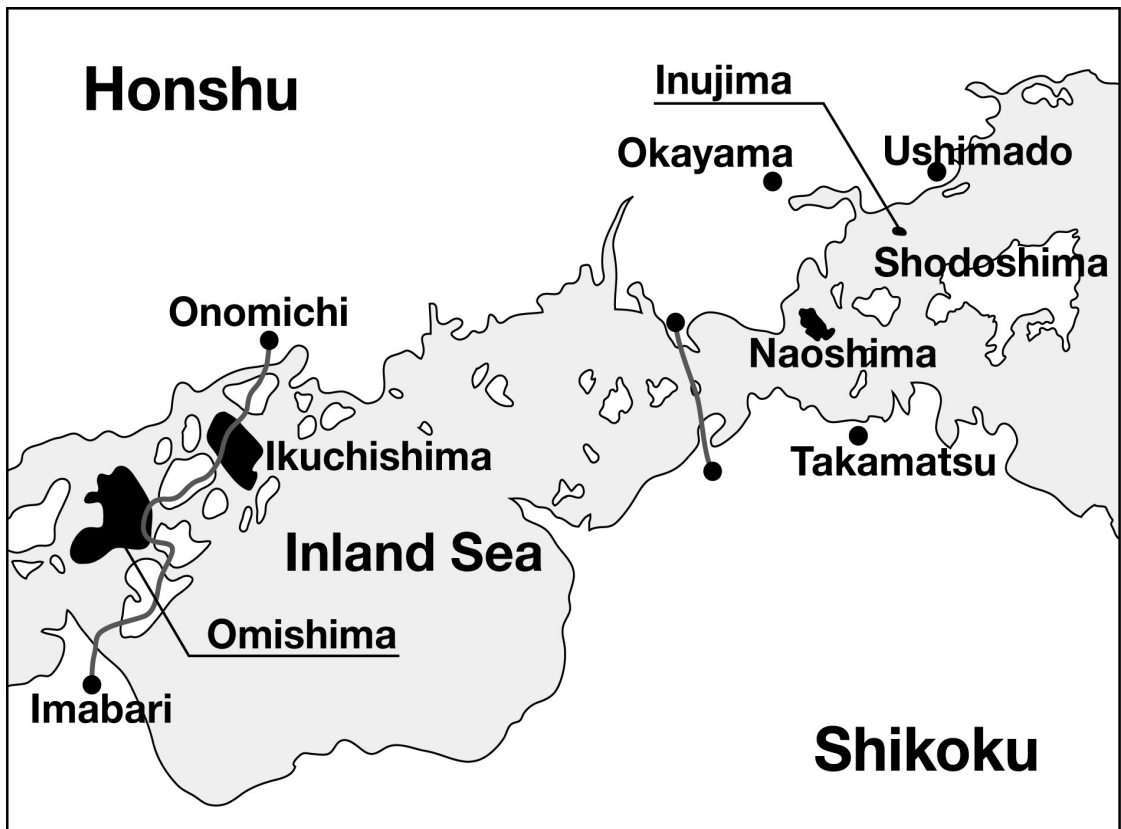 Honshu
Inujima
Okayama
Ushimado
Shodoshima
Onomichi
Naoshima
Ikuchishima
Takamatsu
Inland Sea
Omishima
Imabari
Shikoku